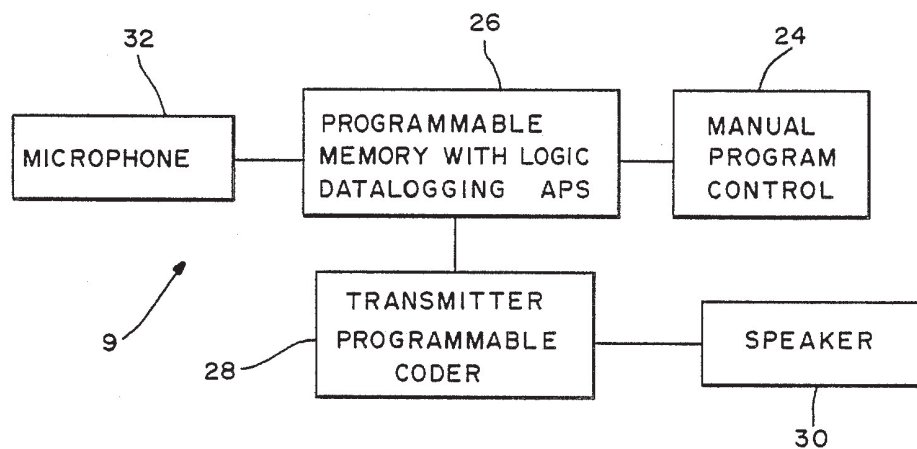 32
26
24
MICROPHONE
PROGRAMMABLE
MEMORY WITH LOGIC
DATALOGGING APS
MANUAL
PROGRAM
CONTROL
9
28
TRANSMITTER
PROGRAMMABLE
CODER
SPEAKER
30